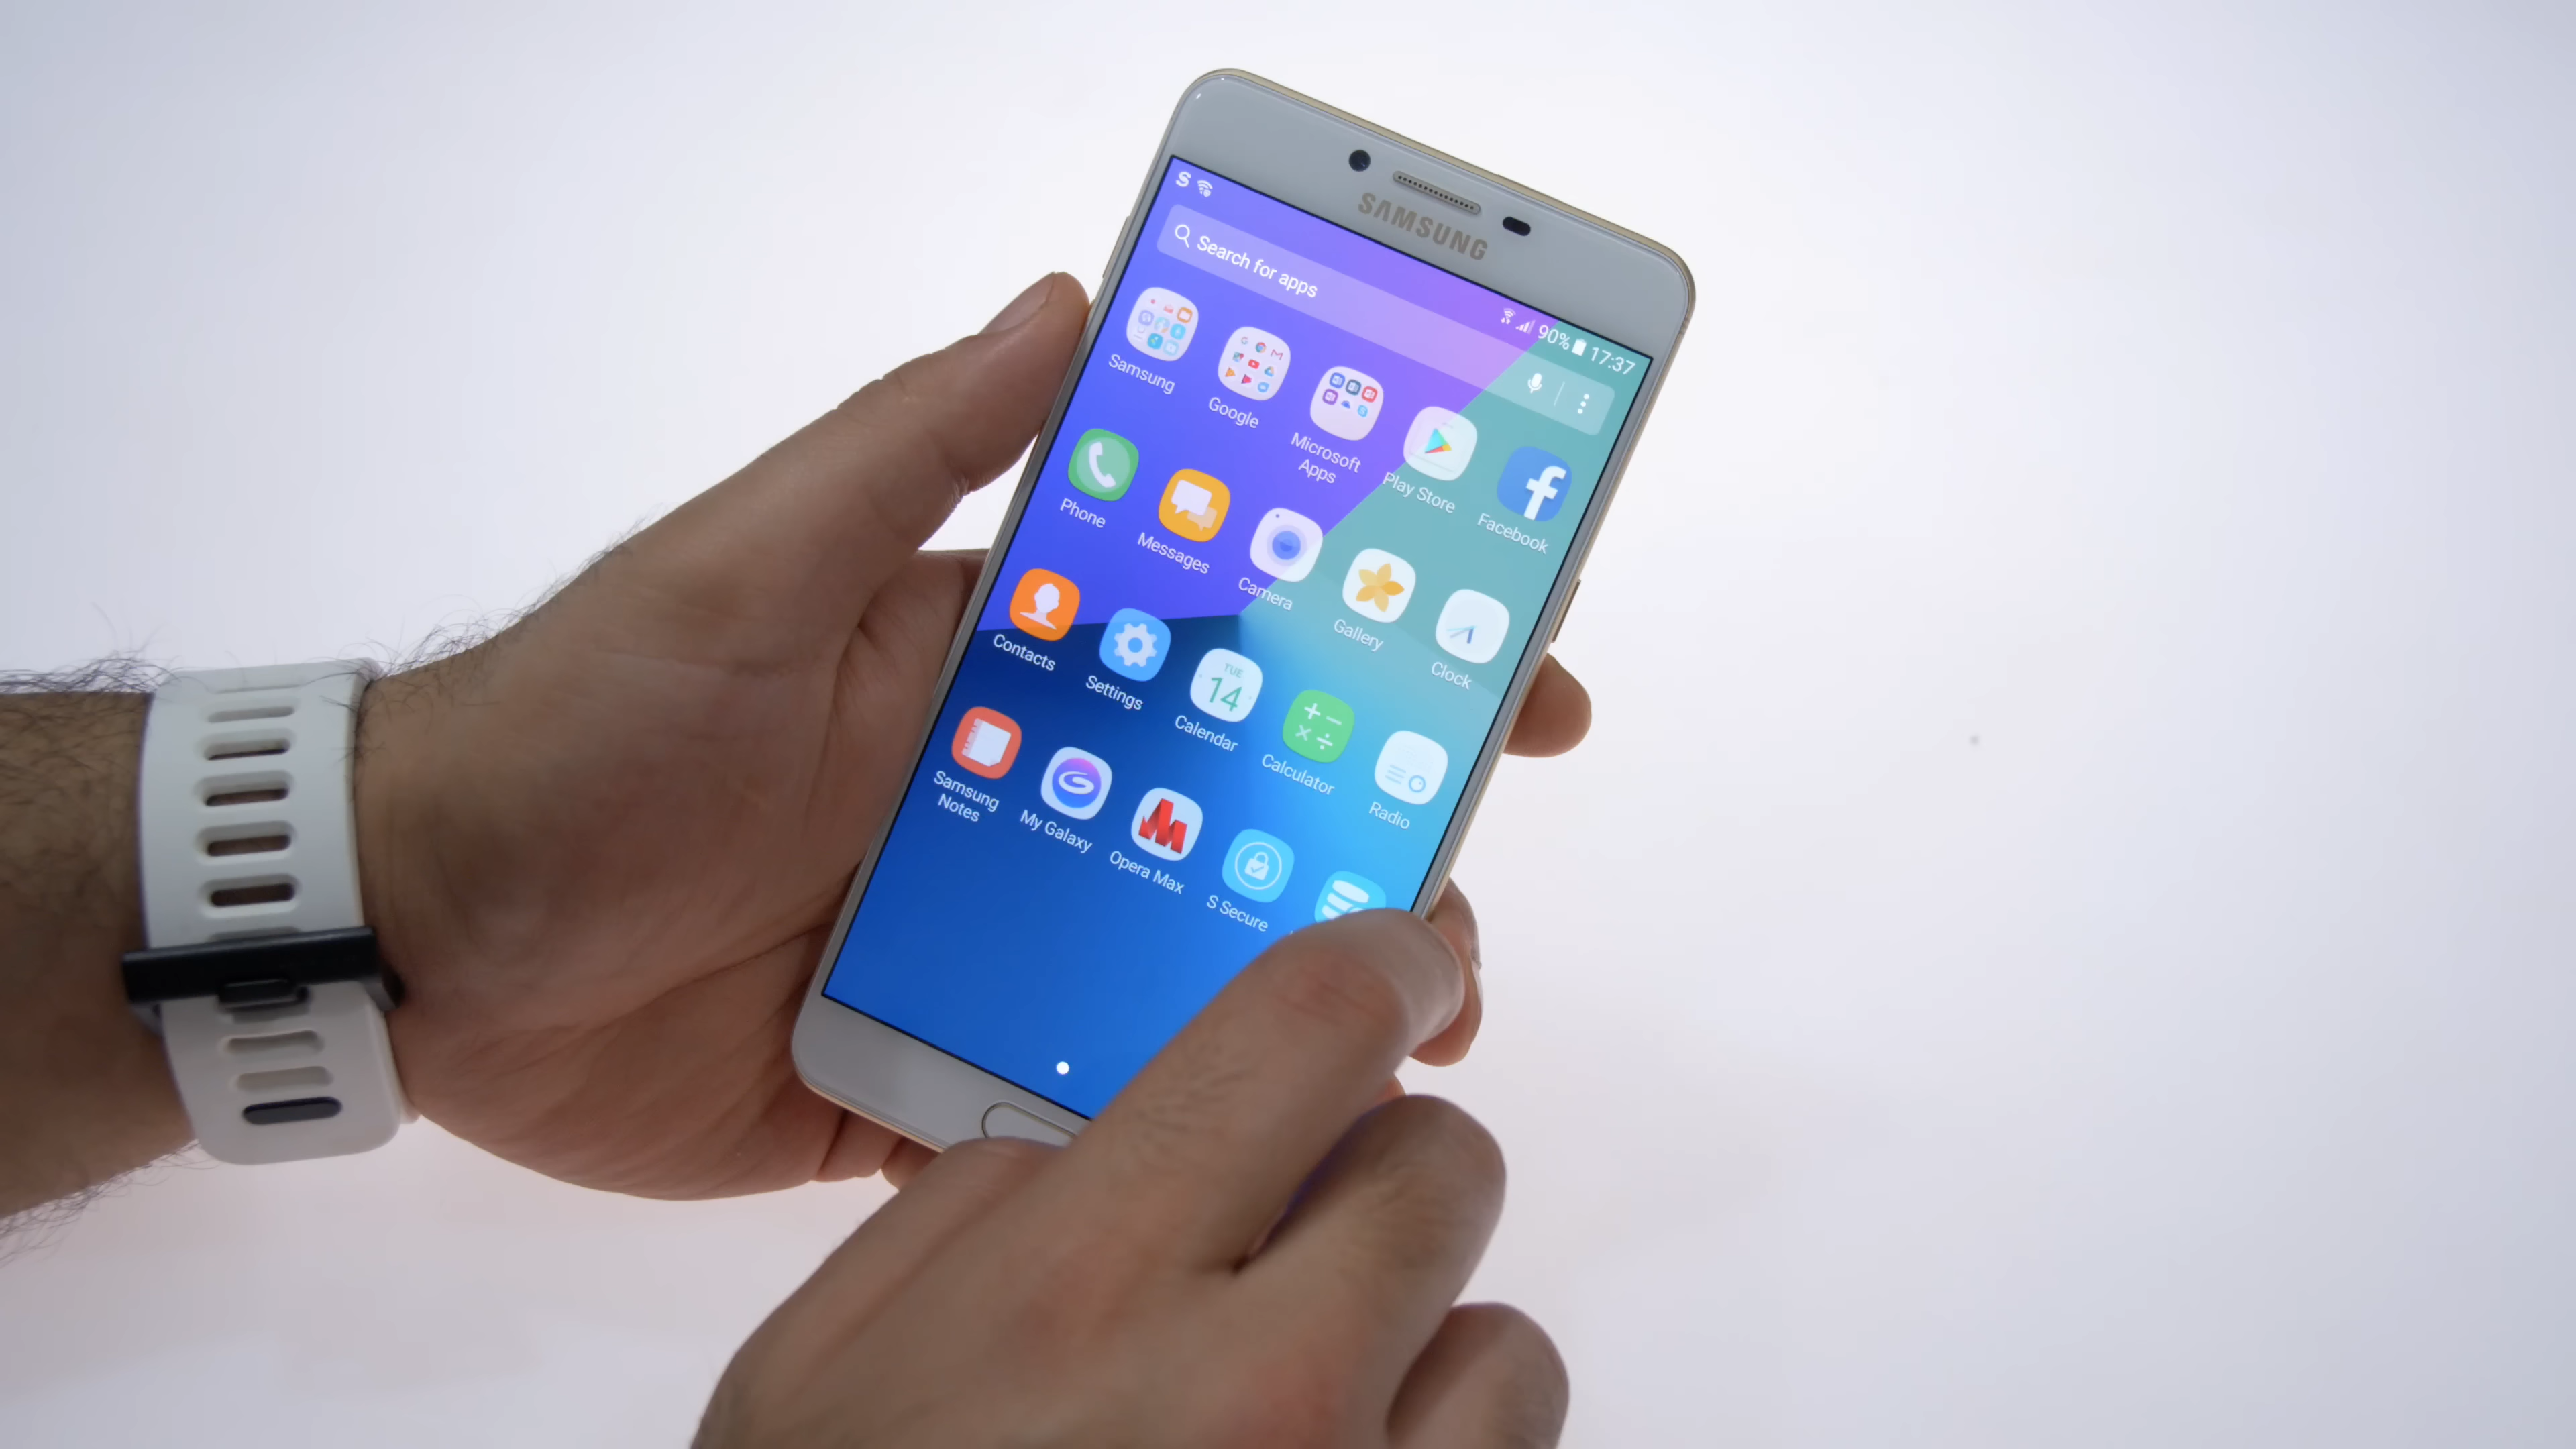 SAMSUNG
S
90% 17:37
Search for apps
Samsung
Google
Microsoft
Apps
Play Store
Facebook
Phone
Messages
Camera
Gallery
Clock
Contacts
Settings
TUE
14
Calendar
Calculator
Radio
Samsung
Notes
My Galaxy
Opera Max
S Secure